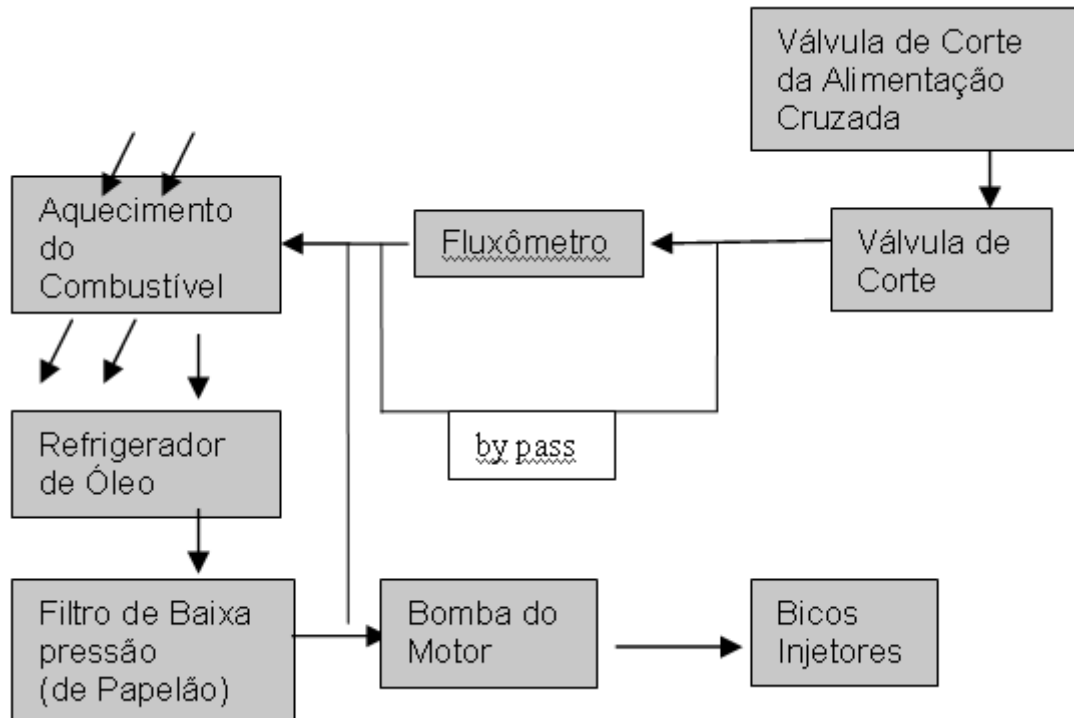 Válvula de Corte
da Alimentação
Cruzada
Aquecimento
do
Combustível
Fluxômetro
Válvula de
Corte
Refrigerador
de Óleo
by pass
Filtro de Baixa
pressão
(de Papelão)
Bomba do
Motor
Bicos
Injetores